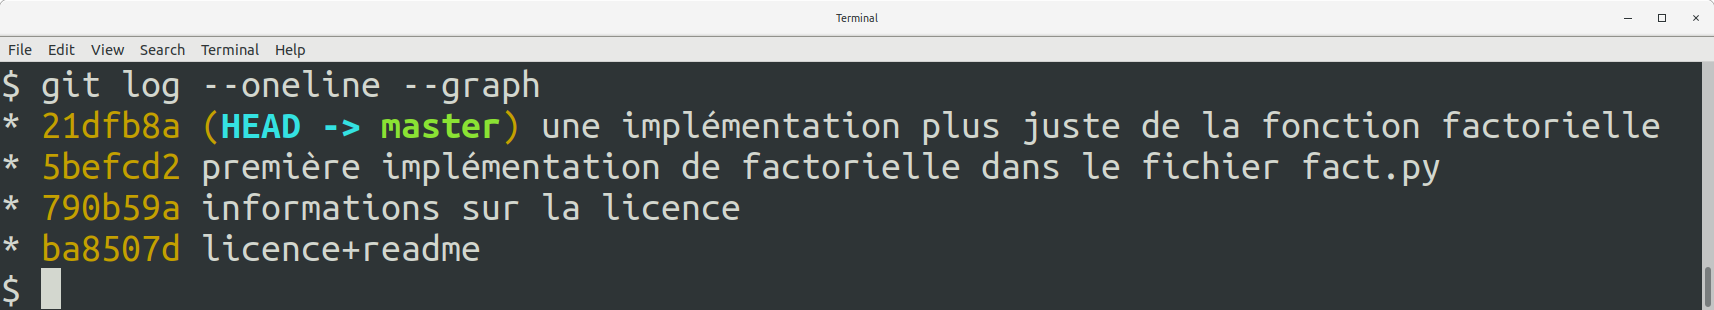 Terminal
File Edit View Search Terminal Help
$ git log --oneline --graph
* 21dfb8a (HEAD -> master) une implémentation plus juste de la fonction factorielle
* 5befcd2 première implémentation de factorielle dans le fichier fact.py
* 790b59a informations sur la licence
* ba8507d licence+readme
$